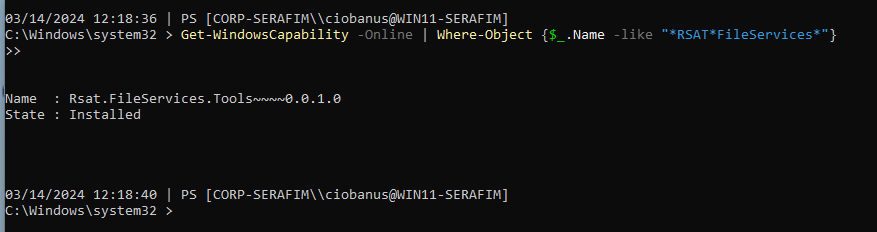 03/14/2024 12:18:36 | PS [CORP-SERAFIM\\ciobanus@WIN11-SERAFIM]
C:\Windows\system32 > Get-WindowsCapability -Online | Where-Object {$_.Name -like "*RSAT*FileServices*"}
>>
Name  : Rsat.FileServices.Tools~~~~0.0.1.0
State : Installed
03/14/2024 12:18:40 | PS [CORP-SERAFIM\\ciobanus@WIN11-SERAFIM]
C:\Windows\system32 >